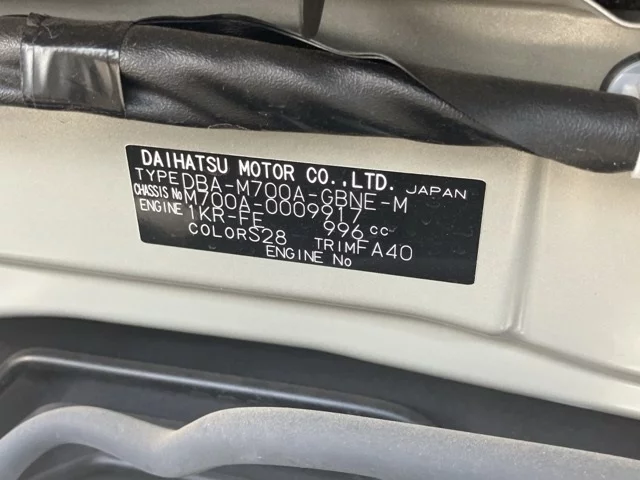 DAIHATSU MOTOR CO.,LTD. JAPAN
TYPE DBA-M700A-GBNE-M
CHASSIS No M700A-0009917
ENGINE 1KR-FE 996 cc
COLOR S28 TRIM FA40
ENGINE No